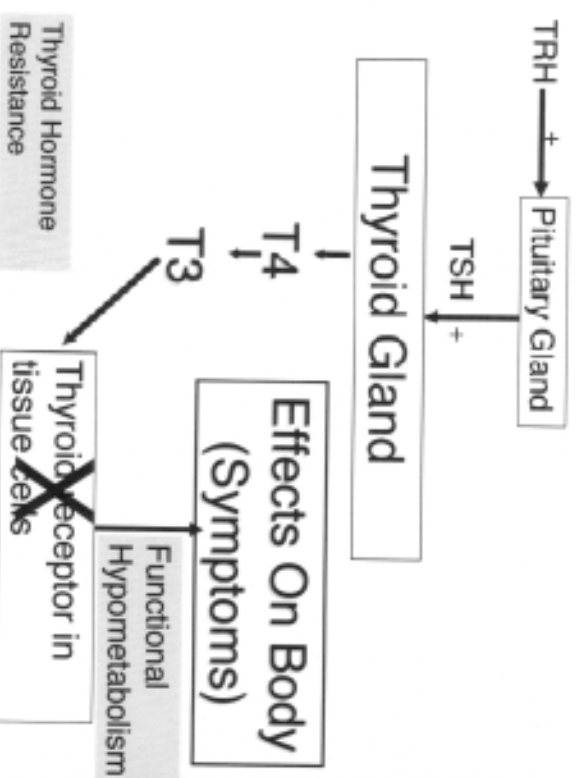 TRH
+
Pituitary Gland
TSH
+
Thyroid Gland
T4
T3
Effects On Body
(Symptoms)
Thyroid receptor in
tissue cells
Functional
Hypometabolism
Thyroid Hormone
Resistance